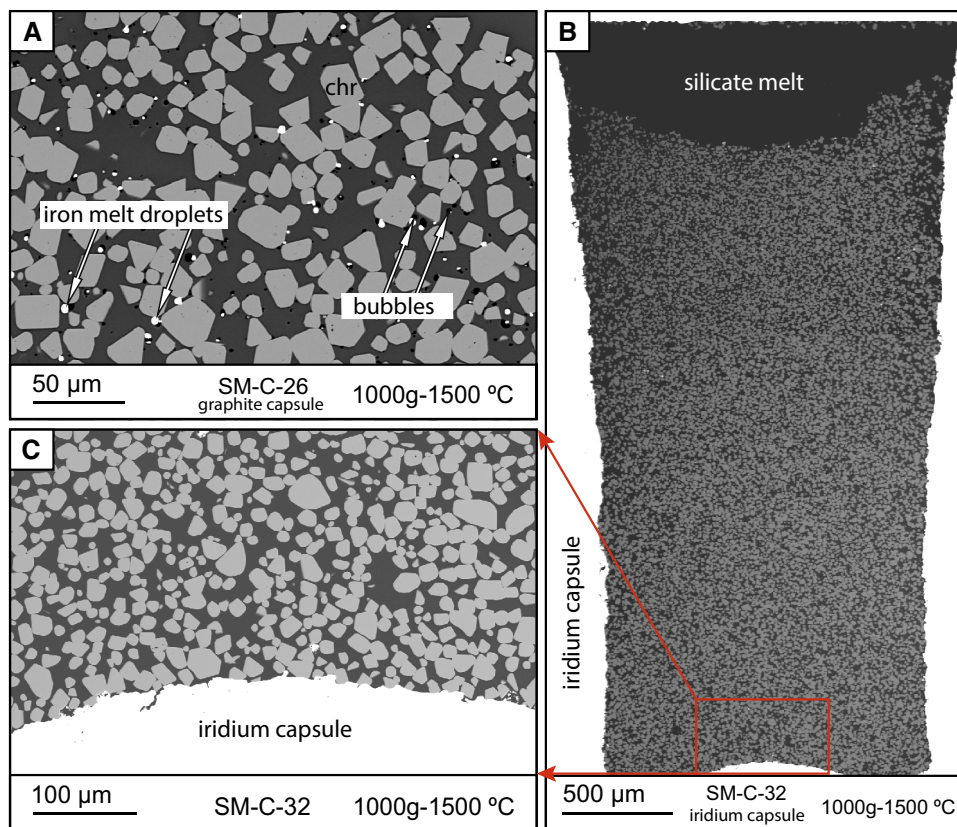 A
chr
iron melt droplets
bubbles
50 µm
SM-C-26
graphite capsule
1000g-1500 ºC
B
silicate melt
iridium capsule
500 µm
SM-C-32
iridium capsule
1000g-1500 ºC
C
iridium capsule
100 µm
SM-C-32
1000g-1500 ºC